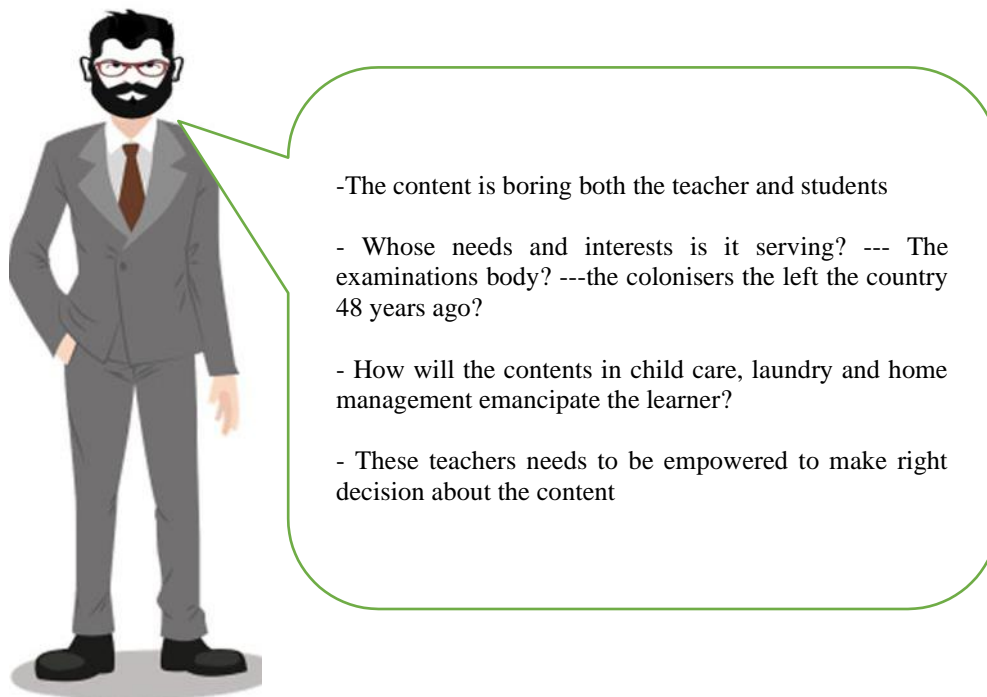 -The content is boring both the teacher and students
- Whose needs and interests is it serving? --- The
examinations body? ---the colonisers the left the country
48 years ago?
- How will the contents in child care, laundry and home
management emancipate the learner?
- These teachers needs to be empowered to make right
decision about the content